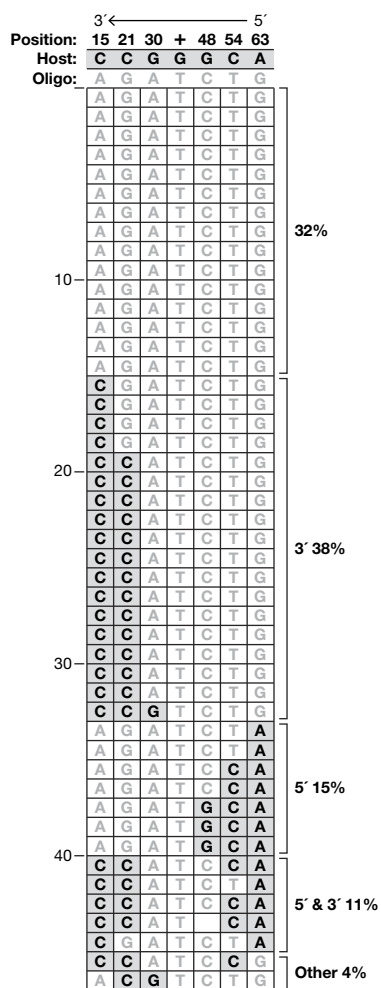 3´ 5´
Position: 15 21 30 + 48 54 63
Host: C C G G G C A
Oligo: A G A T C T G
A G A T C T G
A G A T C T G
A G A T C T G
A G A T C T G
A G A T C T G
A G A T C T G
A G A T C T G
A G A T C T G 32%
A G A T C T G
A G A T C T G
10
A G A T C T G
A G A T C T G
A G A T C T G
A G A T C T G
A G A T C T G
C G A T C T G
C G A T C T G
C G A T C T G
C G A T C T G
C C A T C T G
20
C C A T C T G
C C A T C T G
C C A T C T G
C C A T C T G
C C A T C T G
3´ 38%
C C A T C T G
C C A T C T G
C C A T C T G
C C A T C T G
C C A T C T G
30
C C A T C T G
C C A T C T G
C C G T C T G
A G A T C T A
A G A T C T A
A G A T C C A
A G A T C C A 5´ 15%
A G A T G C A
A G A T G C A
A G A T G C A
40
C C A T C C A
C C A T C T A
C C A T C C A 5´ & 3´ 11%
C C A T C A
C G A T C T A
C C A T C C G
Other 4%
A C G T C T G